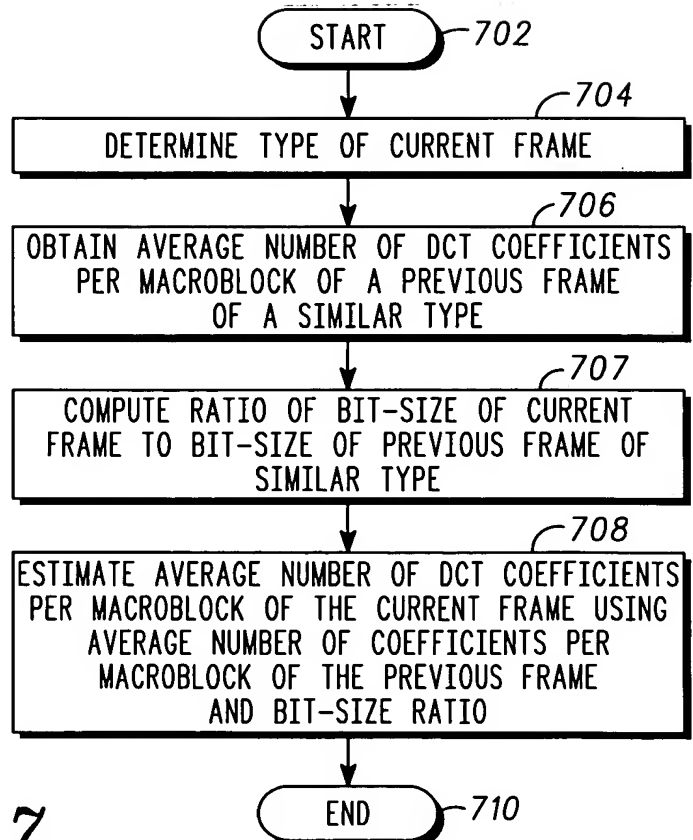 START
702
704
DETERMINE TYPE OF CURRENT FRAME
706
OBTAIN AVERAGE NUMBER OF DCT COEFFICIENTS
PER MACROBLOCK OF A PREVIOUS FRAME
OF A SIMILAR TYPE
707
COMPUTE RATIO OF BIT-SIZE OF CURRENT
FRAME TO BIT-SIZE OF PREVIOUS FRAME OF
SIMILAR TYPE
708
ESTIMATE AVERAGE NUMBER OF DCT COEFFICIENTS
PER MACROBLOCK OF THE CURRENT FRAME USING
AVERAGE NUMBER OF COEFFICIENTS PER
MACROBLOCK OF THE PREVIOUS FRAME
AND BIT-SIZE RATIO
END
710
7